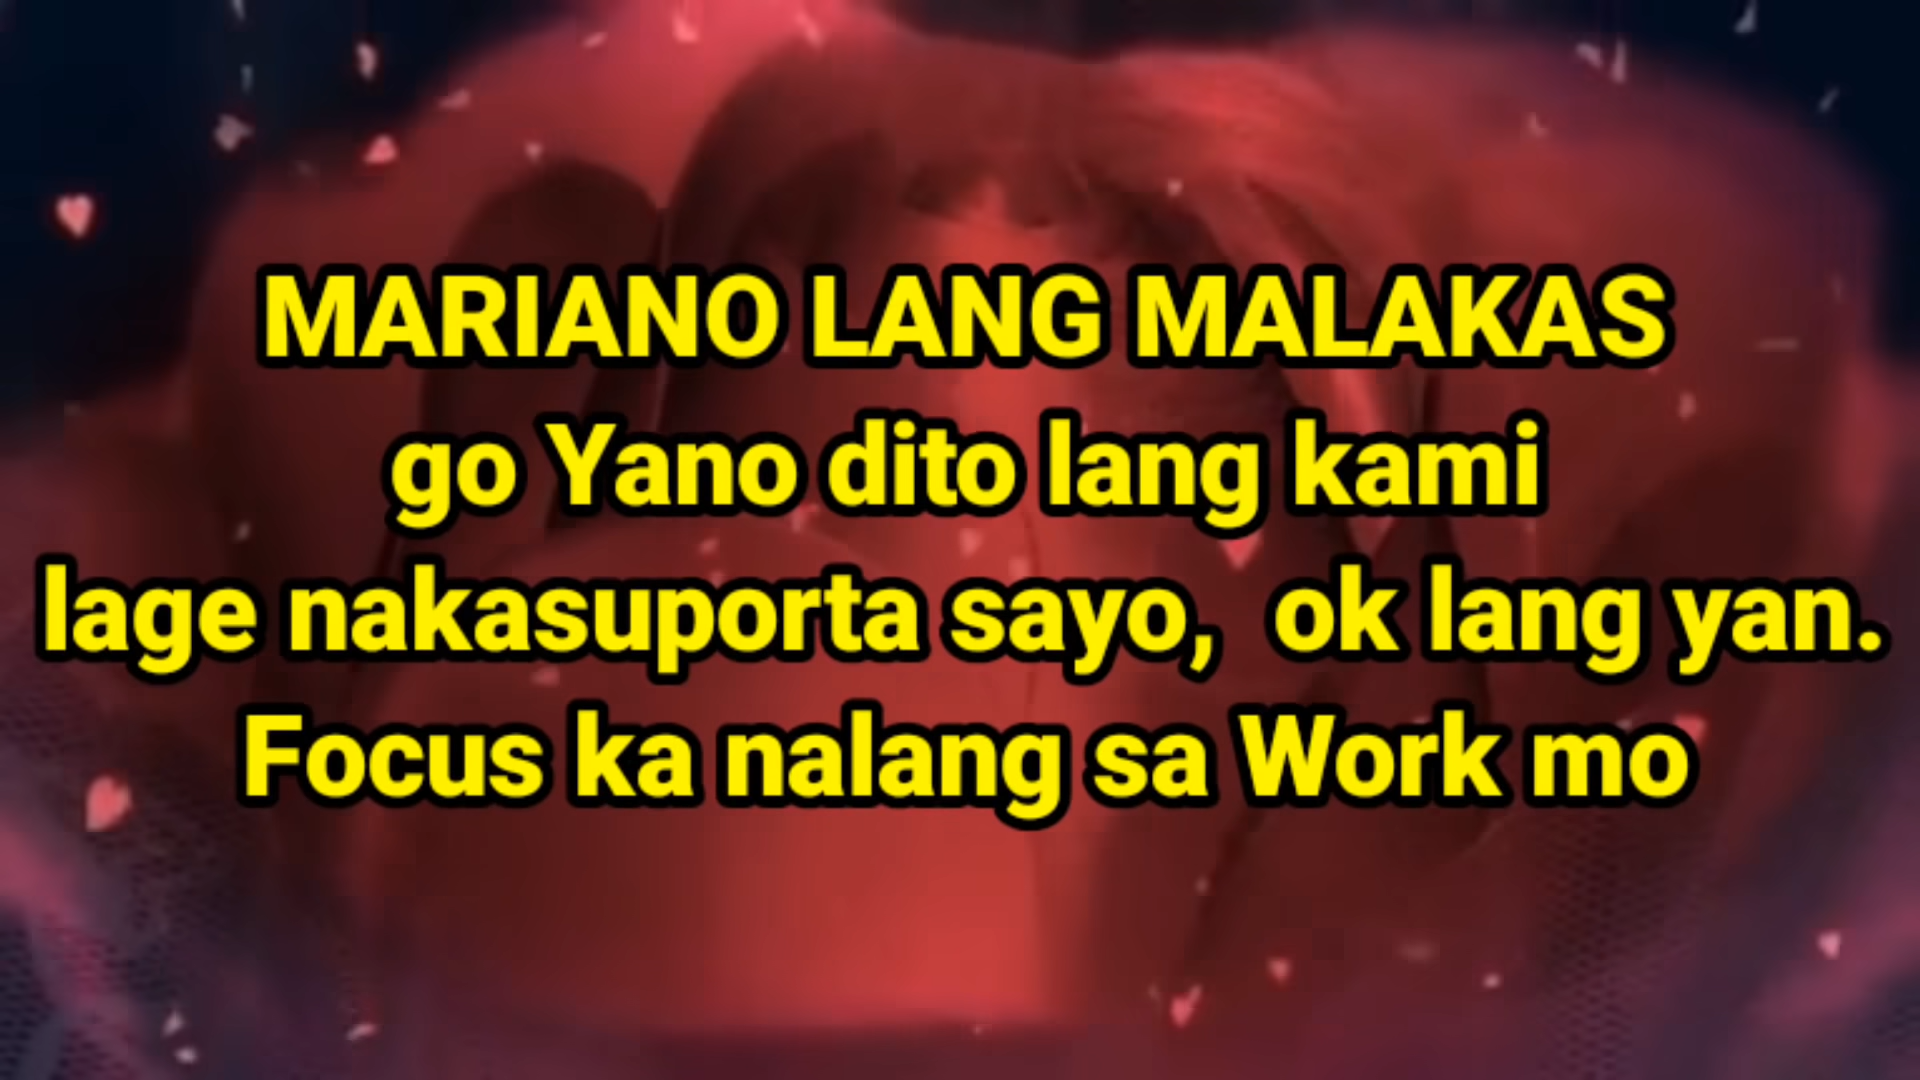 MARIANO LANG MALAKAS
go Yano dito lang kami
lage nakasuporta sayo,  ok lang yan.
Focus ka nalang sa Work mo